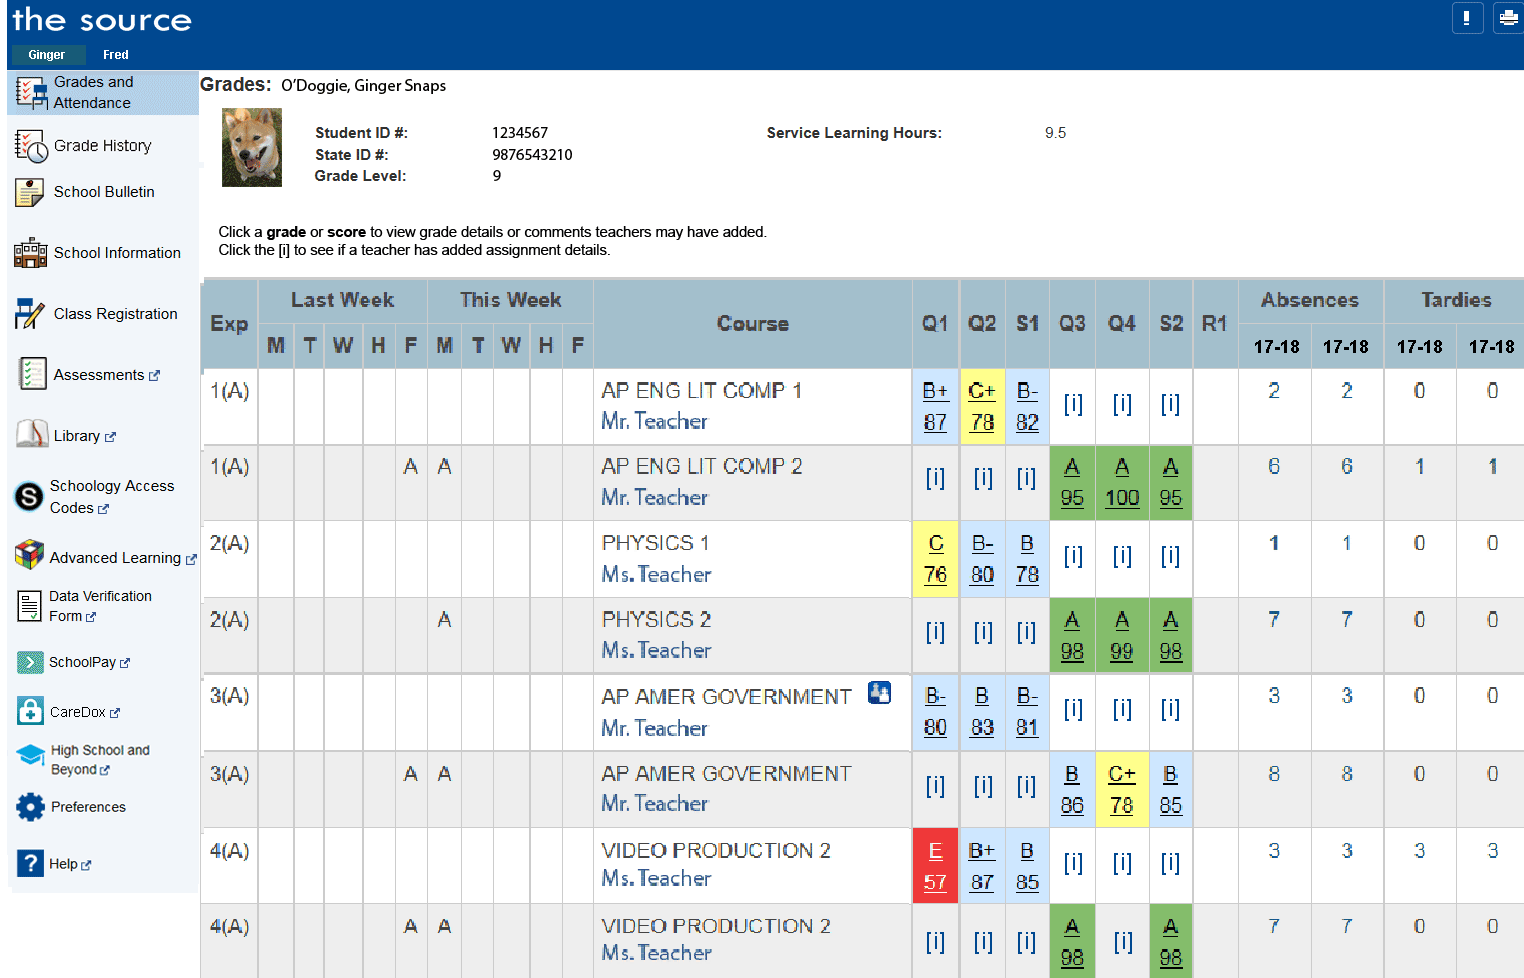 the source
Ginger Fred
Grades and
Attendance
Grade History
School Bulletin
School Information
Class Registration
Assessments
Library
Schoology Access
Codes
Advanced Learning
Data Verification
Form
SchoolPay
CareDox
High School and
Beyond
Preferences
? Help
Grades: O'Doggie, Ginger Snaps
Student ID #: 1234567 Service Learning Hours: 9.5
State ID #: 9876543210
Grade Level: 9
Click a grade or score to view grade details or comments teachers may have added.
Click the [i] to see if a teacher has added assignment details.
Exp Last Week This Week Course Q1 Q2 S1 Q3 Q4 S2 R1 Absences Tardies
M T W H F M T W H F 17-18 17-18 17-18 17-18
1(A) AP ENG LIT COMP 1 B+ C+ B- [i] [i] [i] 2 2 0 0
Mr. Teacher 87 78 82
1(A) A A AP ENG LIT COMP 2 [i] [i] [i] A A A 6 6 1 1
Mr. Teacher 95 100 95
2(A) PHYSICS 1 C B- B [i] [i] [i] 1 1 0 0
Ms. Teacher 76 80 78
2(A) A PHYSICS 2 [i] [i] [i] A A A 7 7 0 0
Ms. Teacher 98 99 98
3(A) AP AMER GOVERNMENT B- B B- [i] [i] [i] 3 3 0 0
Mr. Teacher 80 83 81
3(A) A A AP AMER GOVERNMENT [i] [i] [i] B C+ B 8 8 0 0
Mr. Teacher 86 78 85
4(A) VIDEO PRODUCTION 2 E B+ B [i] [i] [i] 3 3 3 3
Ms. Teacher 57 87 85
4(A) A A VIDEO PRODUCTION 2 [i] [i] [i] A [i] A 7 7 0 0
Ms. Teacher 98 98